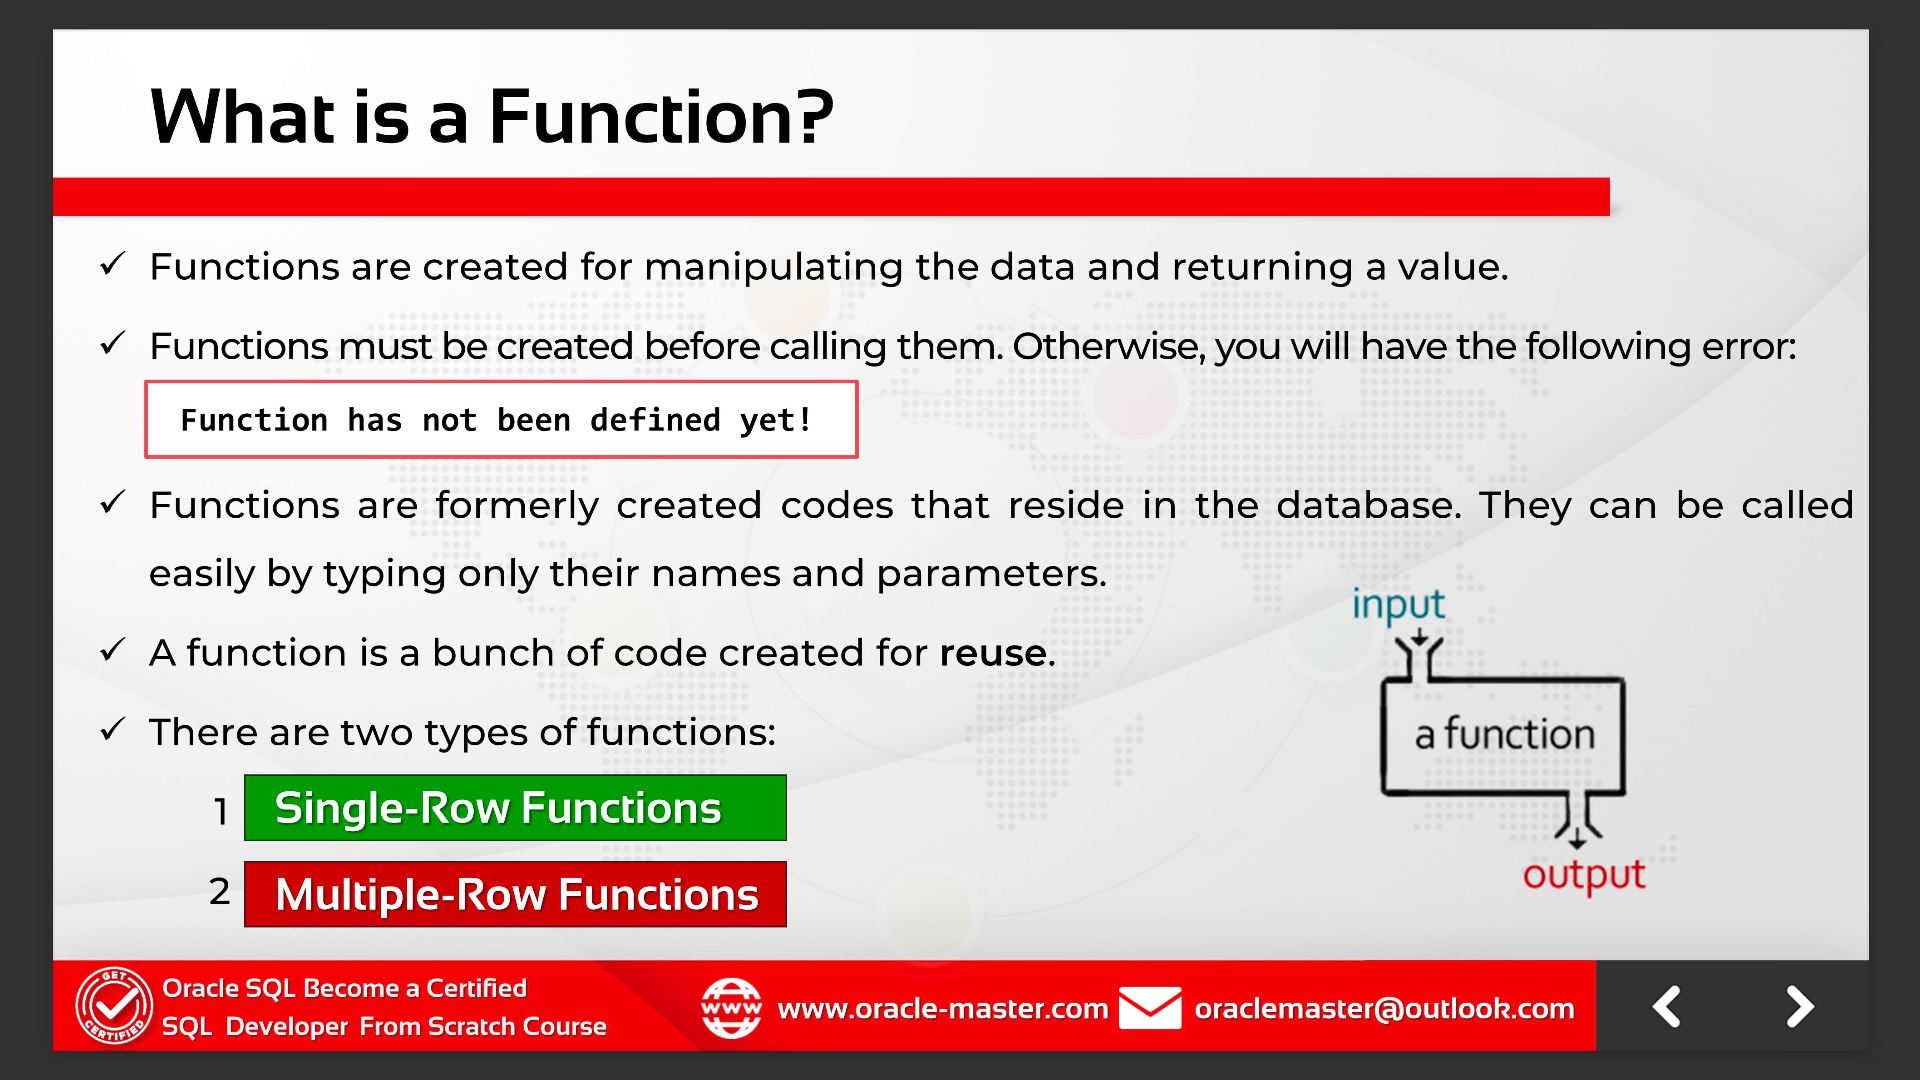 What is a Function?
✓ Functions are created for manipulating the data and returning a value.
✓ Functions must be created before calling them. Otherwise, you will have the following error:
Function has not been defined yet!
✓ Functions are formerly created codes that reside in the database. They can be called
easily by typing only their names and parameters.
✓ A function is a bunch of code created for reuse.
✓ There are two types of functions:
1 Single-Row Functions
2 Multiple-Row Functions
input
a function
output
GET
CERTIFIED
Oracle SQL Become a Certified
SQL Developer From Scratch Course
www
www.oracle-master.com
oraclemaster@outlook.com